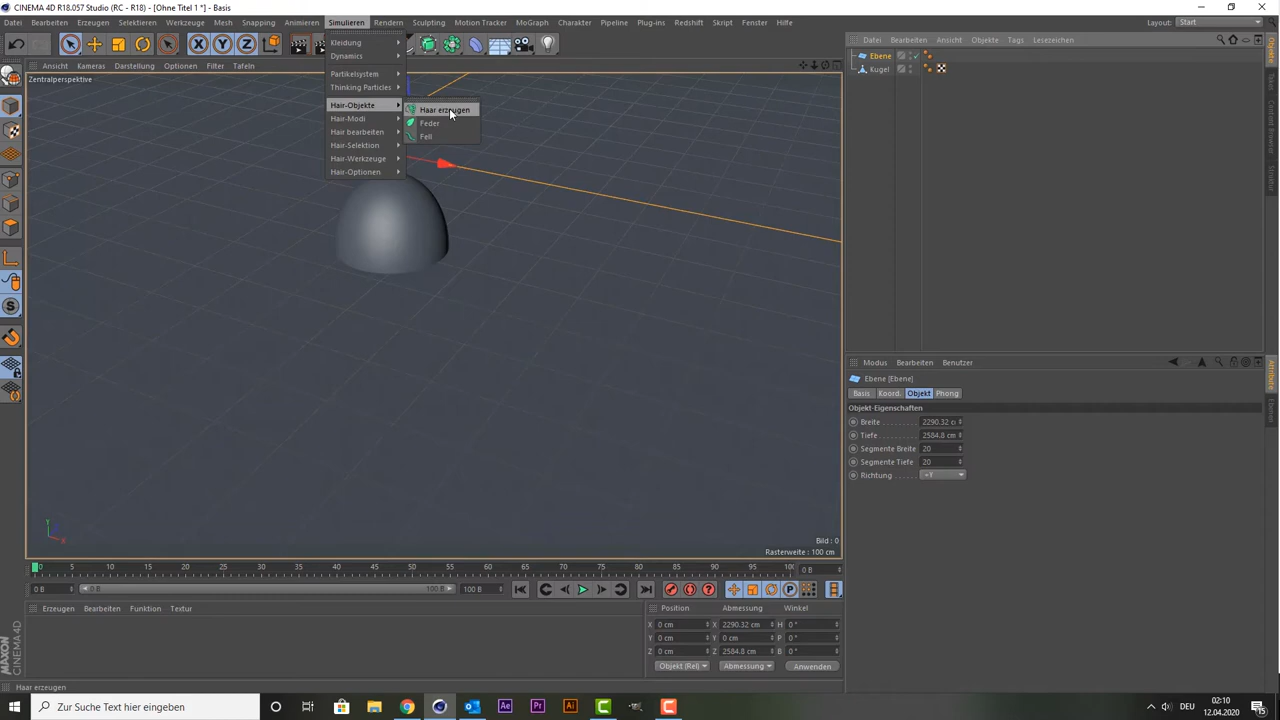 CINEMA 4D R18.057 Studio (RC - R18) - [Ohne Titel 1 *] - Basis
Datei Bearbeiten Erzeugen Selektieren Werkzeuge Mesh Snapping Animieren Simulieren Rendern Sculpting Motion Tracker MoGraph Charakter Pipeline Plug-ins Redshift Skript Fenster Hilfe Layout: Start
X Y Z
Ansicht Kameras Darstellung Optionen Filter Tafeln
Zentralperspektive
Kleidung
Dynamics
Partikelsystem
Thinking Particles
Hair-Objekte
Hair-Modi
Hair bearbeiten
Hair-Selektion
Hair-Werkzeuge
Hair-Optionen
Haar erzeugen
Feder
Fell
Datei Bearbeiten Ansicht Objekte Tags Lesezeichen
Ebene
Kugel
Objekte
Struktur
Modus Bearbeiten Benutzer
Ebene [Ebene]
Basis Koord. Objekt Phong
Objekt-Eigenschaften
Breite 2290.32 c
Tiefe 2584.8 cm
Segmente Breite 20
Segmente Tiefe 20
Richtung +Y
Attribute
Ebenen
S
Y
X
Bild : 0
Rasterweite : 100 cm
0 5 10 15 20 25 30 35 40 45 50 55 60 65 70 75 80 85 90 95 100 0 B
0 B 0 B 100 B 100 B
P
Erzeugen Bearbeiten Funktion Textur
Position Abmessung Winkel
X 0 cm X 2290.32 cm H 0 °
Y 0 cm Y 0 cm P 0 °
Z 0 cm Z 2584.8 cm B 0 °
Objekt (Rel) Abmessung Anwenden
MAXON
CINEMA 4D
Haar erzeugen
Zur Suche Text hier eingeben
Ae Pr Ai C C
DEU
02:10
12.04.2020
15